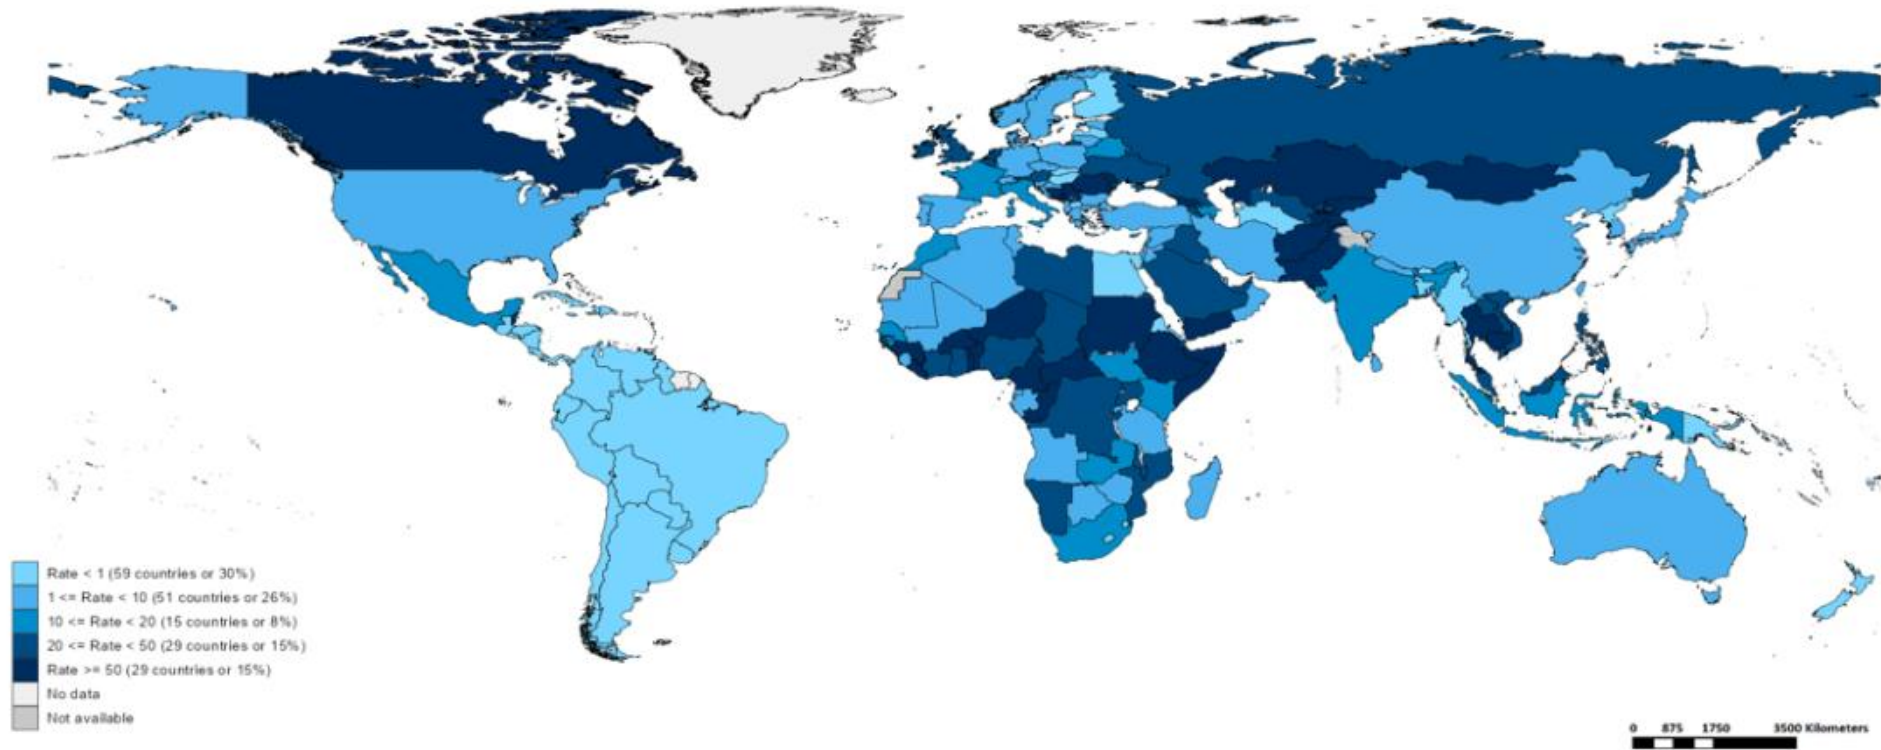 Rate < 1 (59 countries or 30%)
1 <= Rate < 10 (51 countries or 26%)
10 <= Rate < 20 (15 countries or 8%)
20 <= Rate < 50 (29 countries or 15%)
Rate >= 50 (29 countries or 15%)
No data
Not available
0 875 1750 3500 Kilometers